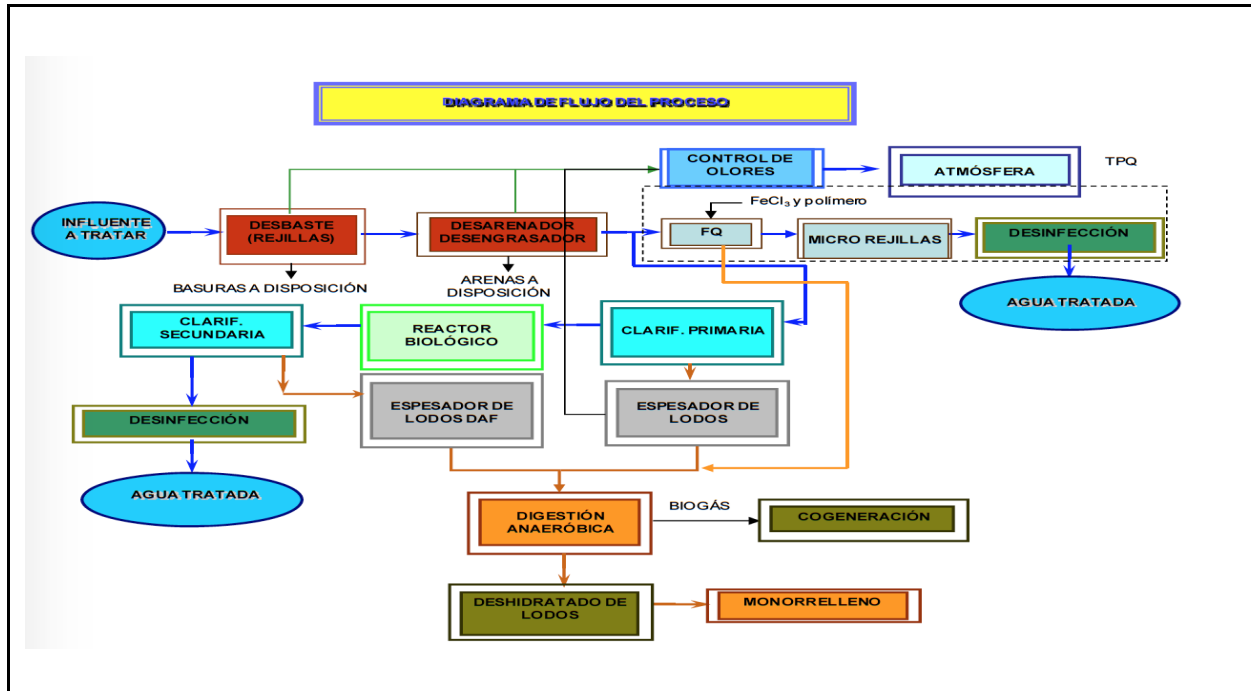 DIAGRAMA DE FLUJO DEL PROCESO
CONTROL DE
OLORES
ATMÓSFERA
TPQ
FeCl₃ y polímero
INFLUENTE
A TRATAR
DESBASTE
(REJILLAS)
DESARENADOR
DESENGRASADOR
FQ
MICRO REJILLAS
DESINFECCIÓN
BASURAS A DISPOSICIÓN
ARENAS A
DISPOSICIÓN
AGUA TRATADA
CLARIF.
SECUNDARIA
REACTOR
BIOLÓGICO
CLARIF. PRIMARIA
DESINFECCIÓN
ESPESADOR DE
LODOS DAF
ESPESADOR DE
LODOS
AGUA TRATADA
DIGESTIÓN
ANAERÓBICA
BIOGÁS
COGENERACIÓN
DESHIDRATADO DE
LODOS
MONORRELLENO